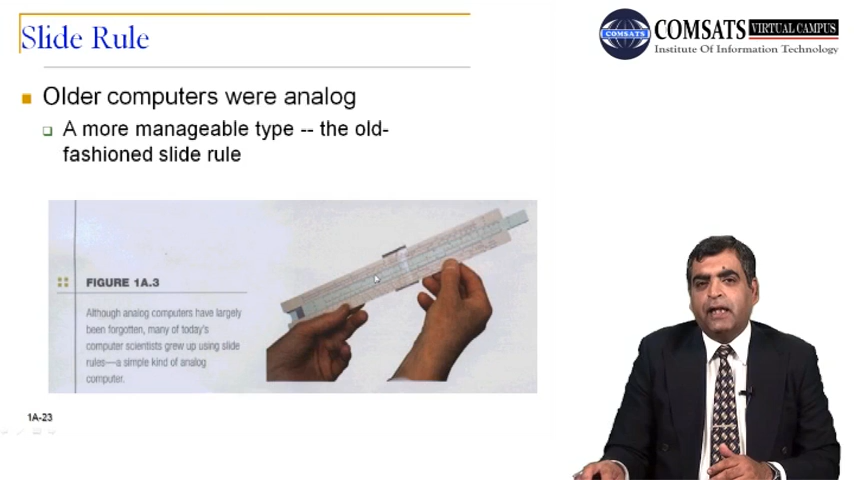 Slide Rule
COMSATS VIRTUAL CAMPUS
COMSATS
Institute Of Information Technology
Older computers were analog
A more manageable type -- the old-
fashioned slide rule
FIGURE 1A.3
Although analog computers have largely
been forgotten, many of today's
computer scientists grew up using slide
rules—a simple kind of analog
computer.
1A-23